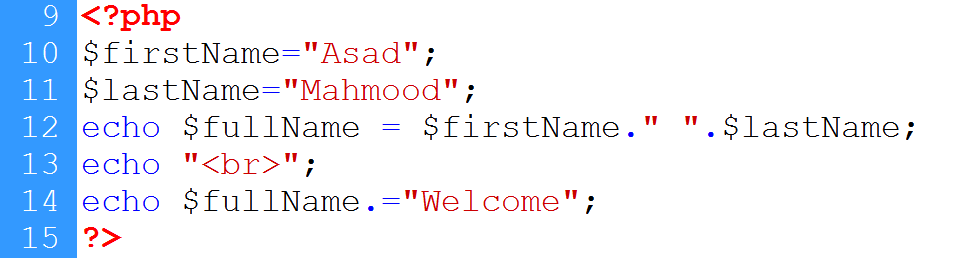 9 <?php
10 $firstName="Asad";
11 $lastName="Mahmood";
12 echo $fullName = $firstName." ".$lastName;
13 echo "<br>";
14 echo $fullName.="Welcome";
15 ?>